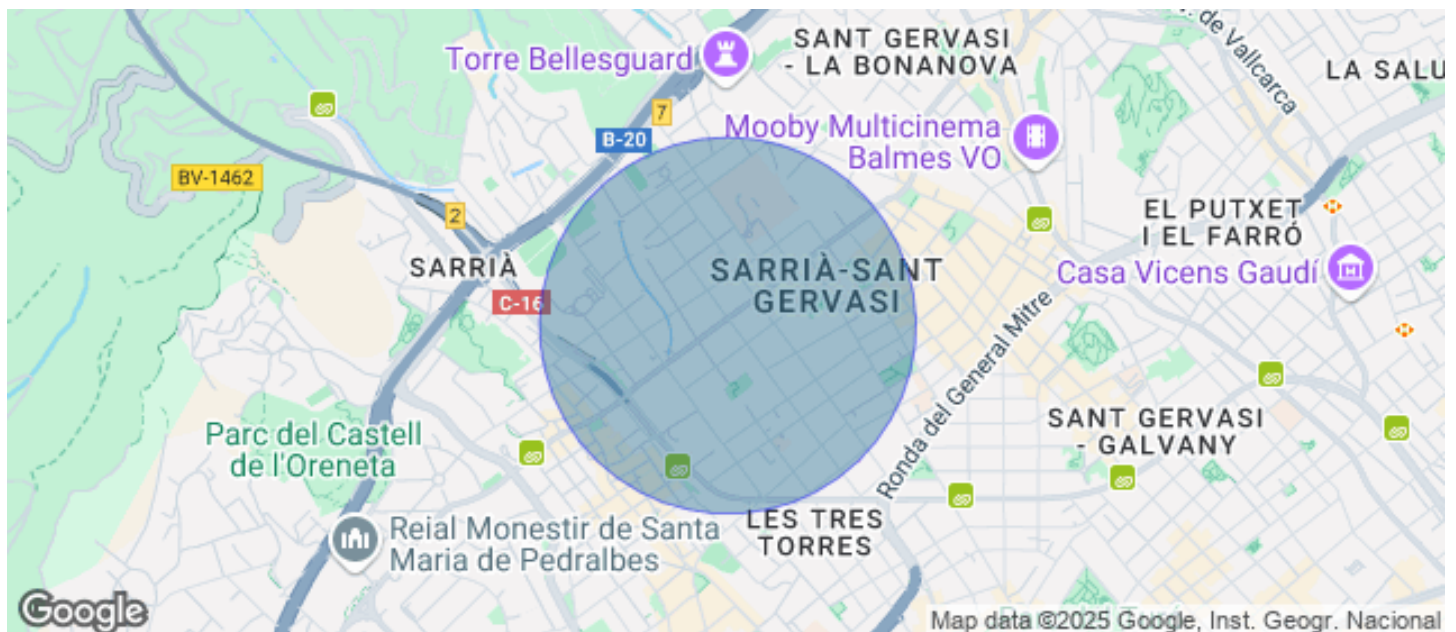 Torre Bellesguard
SANT GERVASI
- LA BONANOVA
de Vallcarca
LA SALU
7
B-20
Mooby Multicinema
Balmes VO
BV-1462
2
EL PUTXET
I EL FARRÓ
SARRIÀ
SARRIÀ-SANT
GERVASI
Casa Vicens Gaudí
C-16
Ronda del General Mitre
SANT GERVASI
- GALVANY
Parc del Castell
de l'Oreneta
LES TRES
TORRES
Reial Monestir de Santa
Maria de Pedralbes
Google
Map data ©2025 Google, Inst. Geogr. Nacional